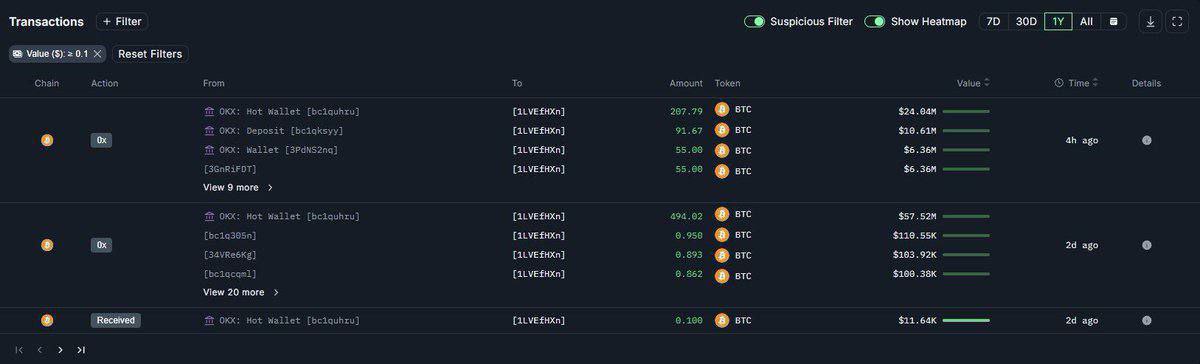 Transactions + Filter Suspicious Filter Show Heatmap 7D 30D 1Y All
Value ($): ≥ 0.1 Reset Filters
Chain Action From To Amount Token Value Time Details
OKX: Hot Wallet [bc1quhru] [1LVEfHXn] 207.79 BTC $24.04M
OKX: Deposit [bc1qksyy] [1LVEfHXn] 91.67 BTC $10.61M
0x 4h ago
OKX: Wallet [3PdNS2nq] [1LVEfHXn] 55.00 BTC $6.36M
[3GnRiFDT] [1LVEfHXn] 55.00 BTC $6.36M
View 9 more
OKX: Hot Wallet [bc1quhru] [1LVEfHXn] 494.02 BTC $57.52M
[bc1q305n] [1LVEfHXn] 0.950 BTC $110.55K
0x 2d ago
[34VRe6Kg] [1LVEfHXn] 0.893 BTC $103.92K
[bc1qcqml] [1LVEfHXn] 0.862 BTC $100.38K
View 20 more
Received OKX: Hot Wallet [bc1quhru] [1LVEfHXn] 0.100 BTC $11.64K 2d ago